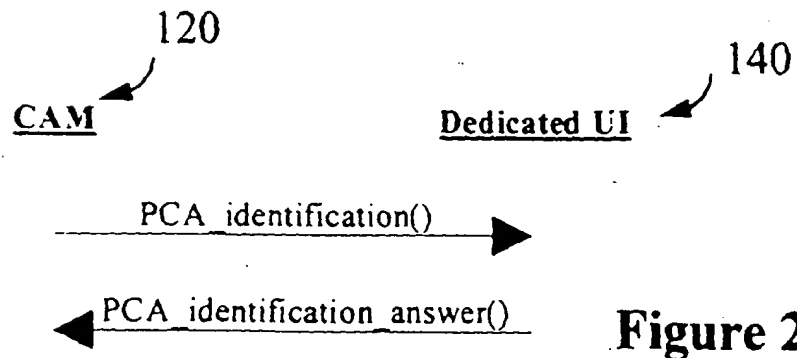 120
140
CAM
Dedicated UI
PCA_identification()
PCA_identification_answer()
Figure 2